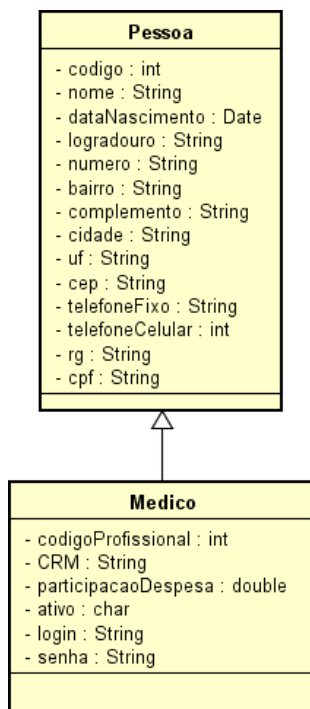 Pessoa
- codigo : int
- nome : String
- dataNascimento : Date
- logradouro : String
- numero : String
- bairro : String
- complemento : String
- cidade : String
- uf : String
- cep : String
- telefoneFixo : String
- telefoneCelular : int
- rg : String
- cpf : String
Medico
- codigoProfissional : int
- CRM : String
- participacaoDespesa : double
- ativo : char
- login : String
- senha : String